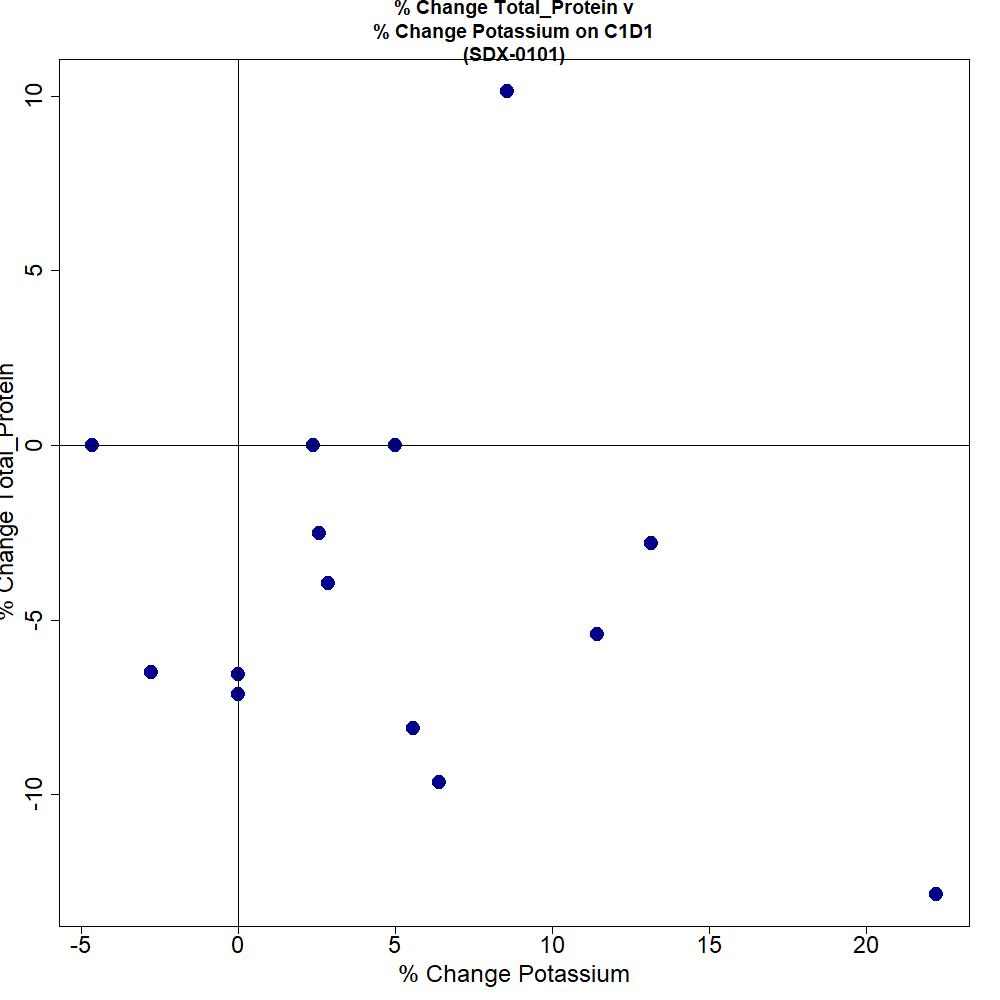 % Change Total_Protein v
% Change Potassium on C1D1
(SDX-0101)
10
5
0
-5
-10
% Change Total_Protein
-5
0
5
10
15
20
% Change Potassium